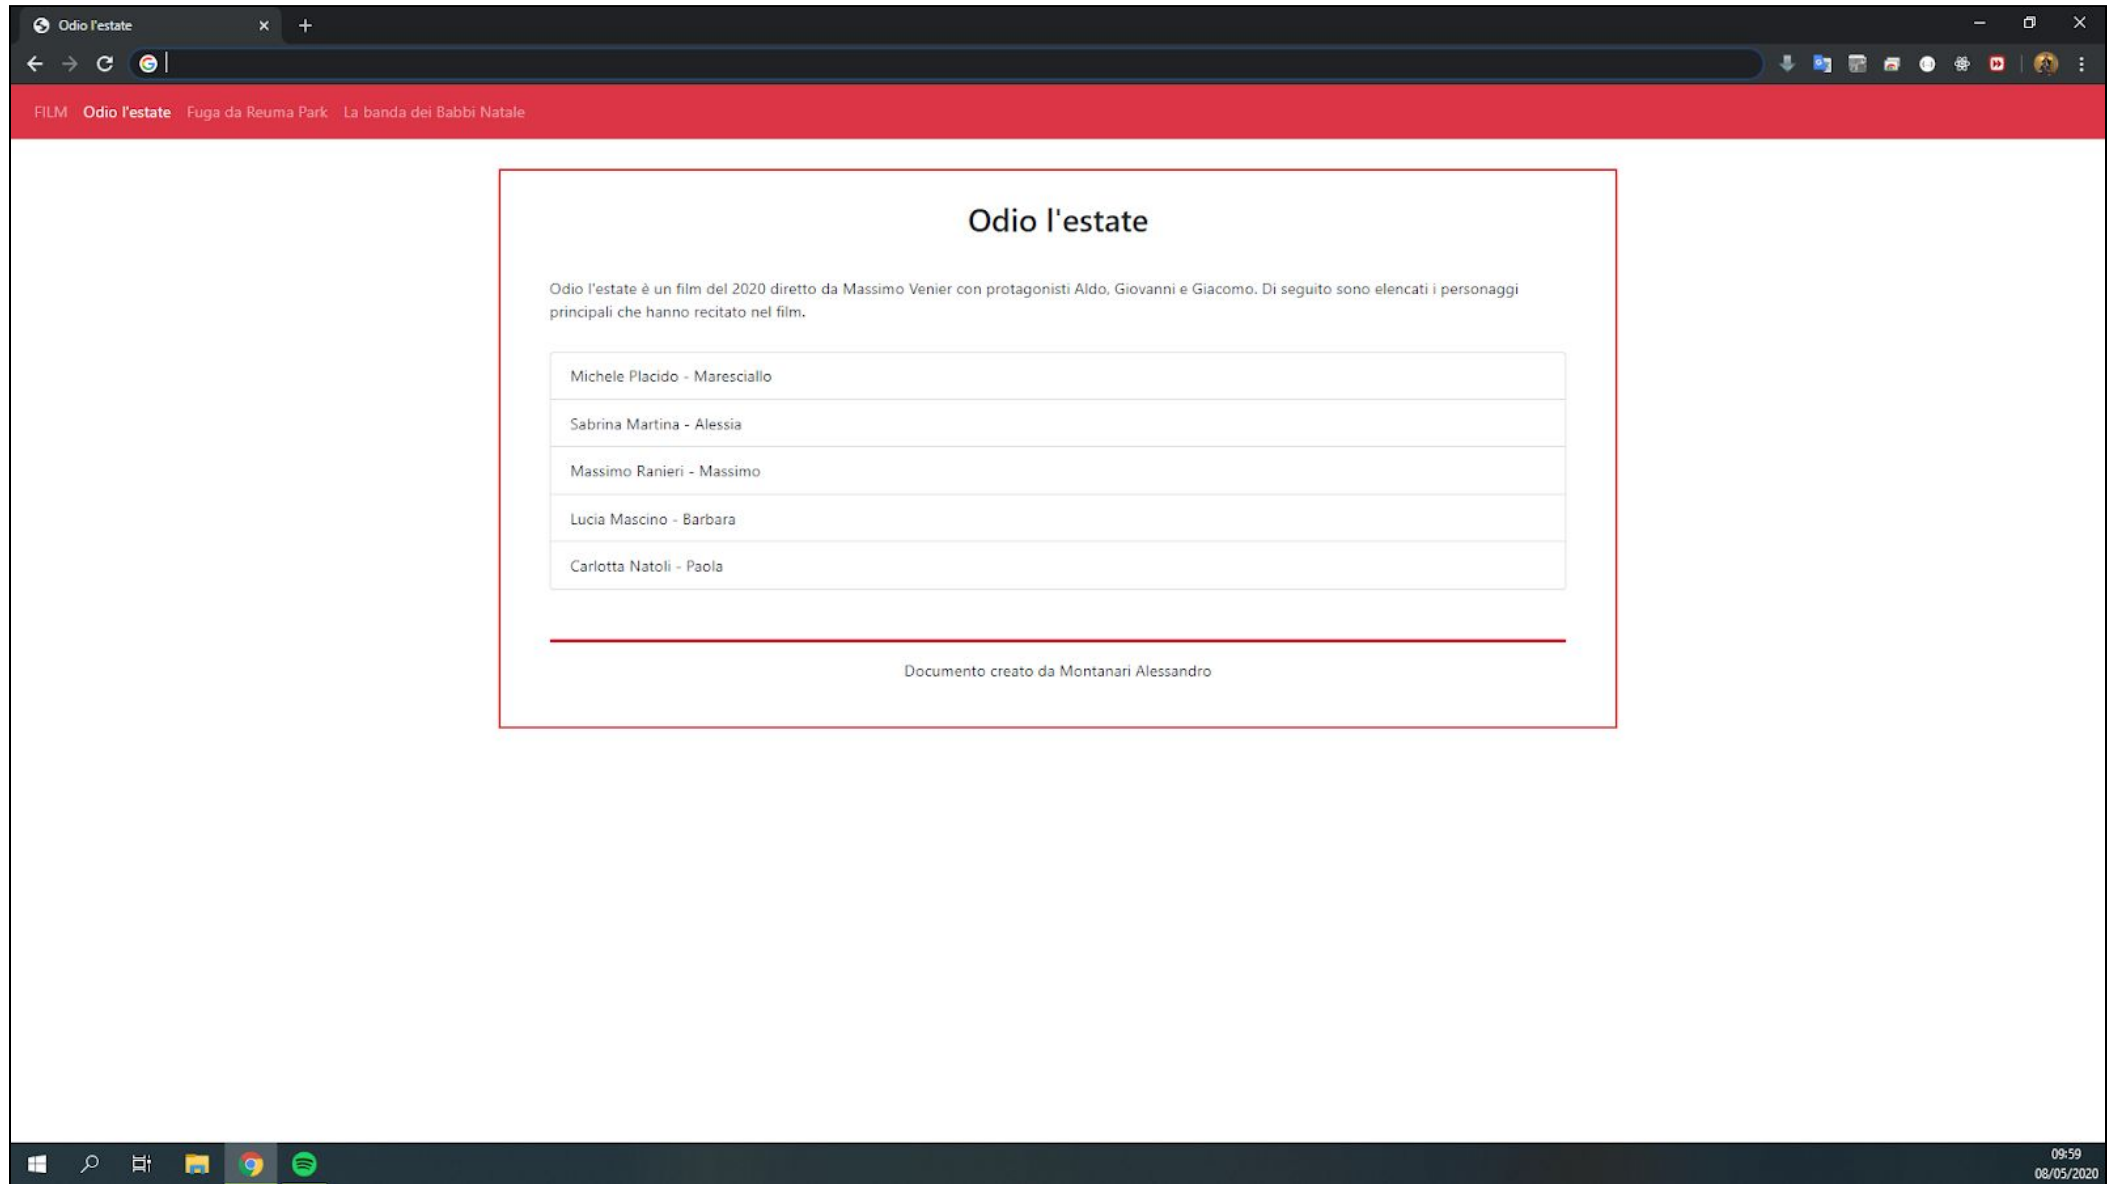 Odio l'estate
FILM Odio l'estate Fuga da Reuma Park La banda dei Babbi Natale
Odio l'estate
Odio l'estate è un film del 2020 diretto da Massimo Venier con protagonisti Aldo, Giovanni e Giacomo. Di seguito sono elencati i personaggi
principali che hanno recitato nel film.
Michele Placido - Maresciallo
Sabrina Martina - Alessia
Massimo Ranieri - Massimo
Lucia Mascino - Barbara
Carlotta Natoli - Paola
Documento creato da Montanari Alessandro
09:59
08/05/2020